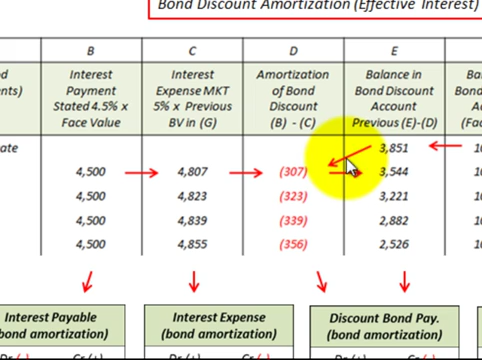 Bond Discount Amortization (Effective Interest)
B C D E
Interest Interest Amortization Balance in
Payment Expense MKT of Bond Bond Discount
Stated 4.5% x 5% x Previous Discount Account
Face Value BV in (G) (B) - (C) Previous (E)-(D)
3,851
4,500 4,807 (307) 3,544
4,500 4,823 (323) 3,221
4,500 4,839 (339) 2,882
4,500 4,855 (356) 2,526
Interest Payable Interest Expense Discount Bond Pay.
bond amortization) (bond amortization) (bond amortization)